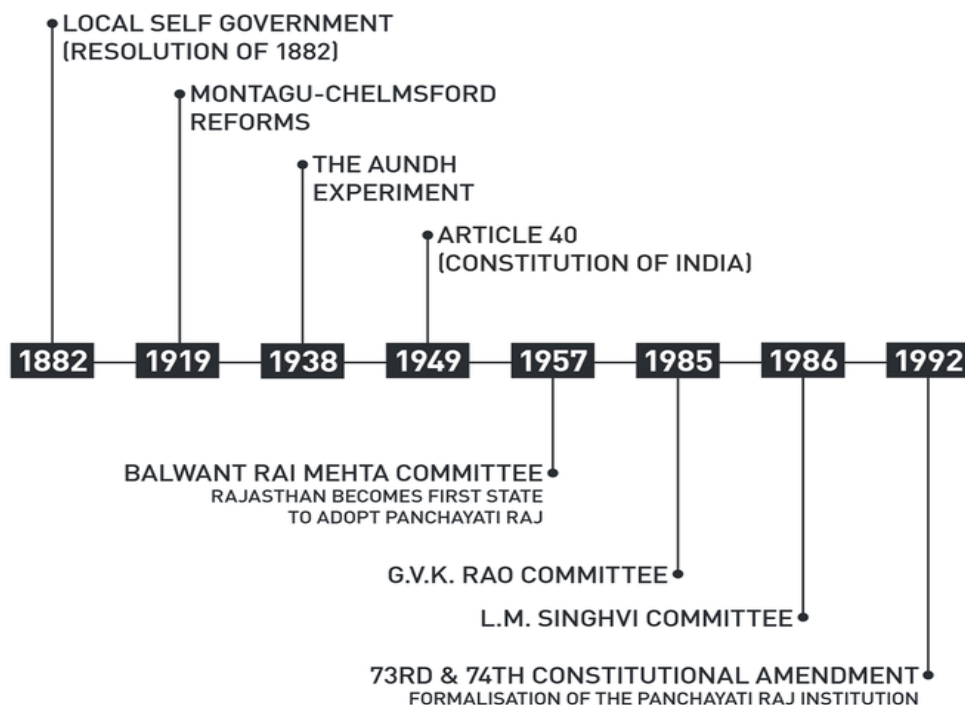 LOCAL SELF GOVERNMENT
(RESOLUTION OF 1882)
MONTAGU-CHELMSFORD
REFORMS
THE AUNDH
EXPERIMENT
ARTICLE 40
(CONSTITUTION OF INDIA)
1882 1919 1938 1949 1957 1985 1986 1992
BALWANT RAI MEHTA COMMITTEE
RAJASTHAN BECOMES FIRST STATE
TO ADOPT PANCHAYATI RAJ
G.V.K. RAO COMMITTEE
L.M. SINGHVI COMMITTEE
73RD & 74TH CONSTITUTIONAL AMENDMENT
FORMALISATION OF THE PANCHAYATI RAJ INSTITUTION